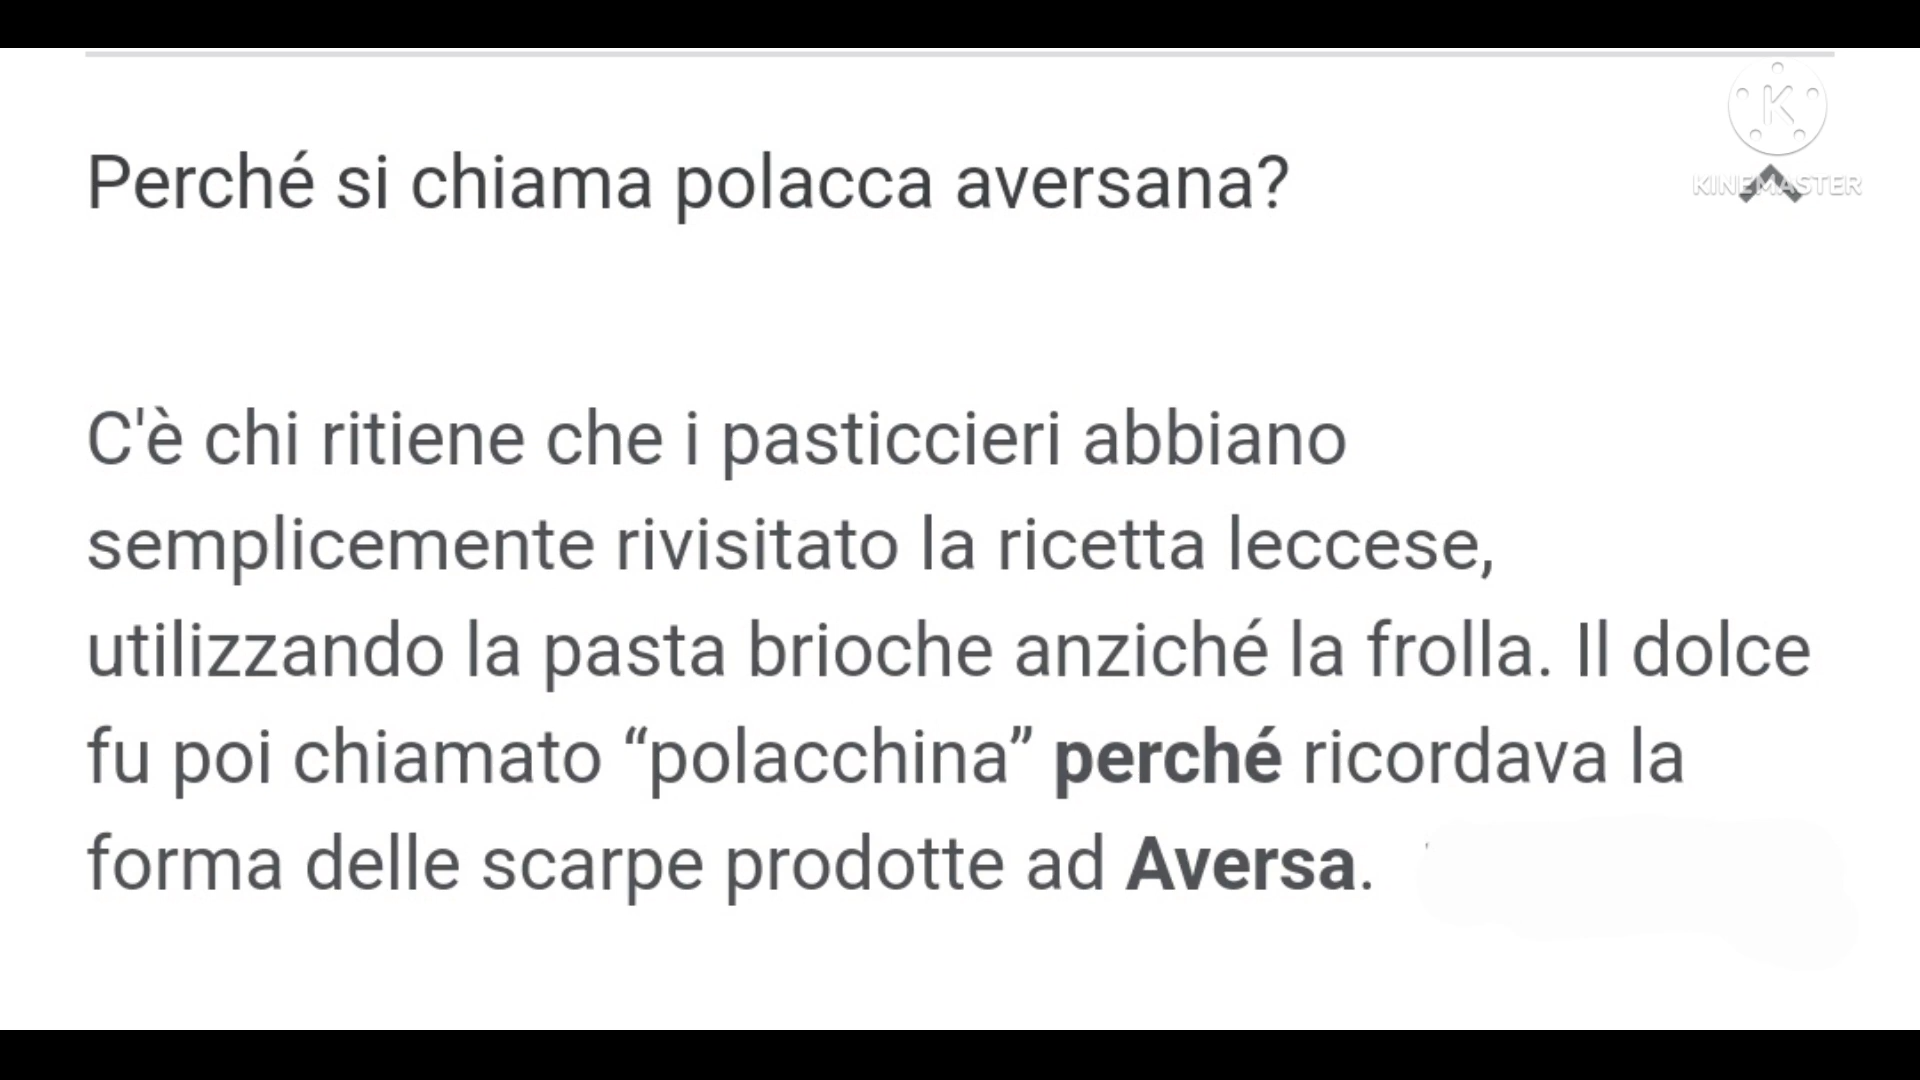 Perché si chiama polacca aversana?
KINEMASTER
C'è chi ritiene che i pasticcieri abbiano
semplicemente rivisitato la ricetta leccese,
utilizzando la pasta brioche anziché la frolla. Il dolce
fu poi chiamato “polacchina” perché ricordava la
forma delle scarpe prodotte ad Aversa.